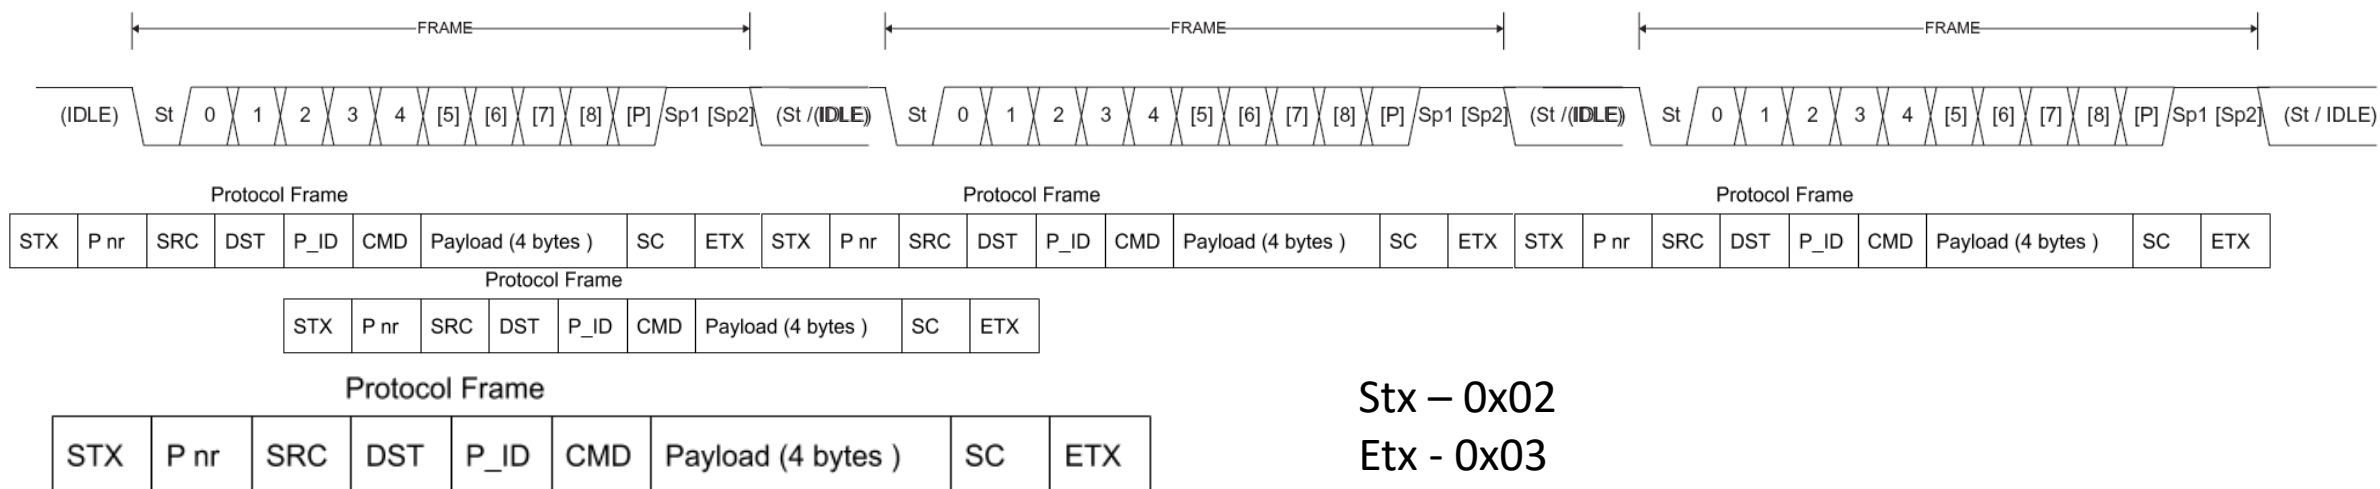 FRAME FRAME FRAME
(IDLE) St 0 1 2 3 4 [5] [6] [7] [8] [P] Sp1 [Sp2] (St / (IDLE) St 0 1 2 3 4 [5] [6] [7] [8] [P] Sp1 [Sp2] (St / (IDLE) St 0 1 2 3 4 [5] [6] [7] [8] [P] Sp1 [Sp2] (St / IDLE)
Protocol Frame Protocol Frame Protocol Frame
STX P nr SRC DST P_ID CMD Payload (4 bytes ) SC ETX STX P nr SRC DST P_ID CMD Payload (4 bytes ) SC ETX STX P nr SRC DST P_ID CMD Payload (4 bytes ) SC ETX
Protocol Frame
STX P nr SRC DST P_ID CMD Payload (4 bytes ) SC ETX
Protocol Frame
STX P nr SRC DST P_ID CMD Payload (4 bytes ) SC ETX
Stx – 0x02
Etx - 0x03